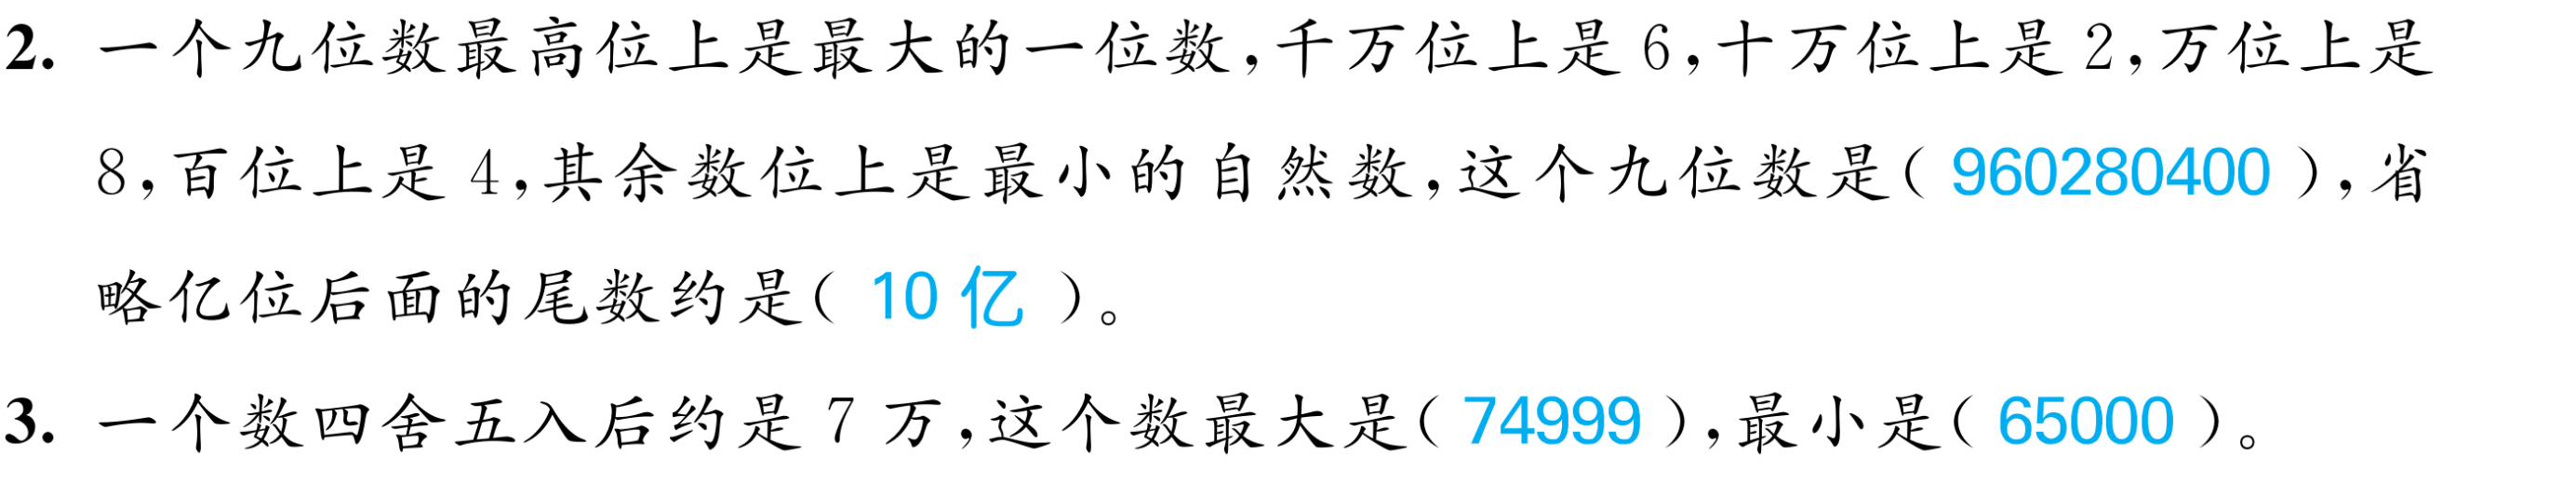 2. 一个九位数最高位上是最大的一位数,千万位上是6,十万位上是2,万位上是
8,百位上是4,其余数位上是最小的自然数,这个九位数是( 960280400 ),省
略亿位后面的尾数约是( 10亿 )。
3. 一个数四舍五入后约是7万,这个数最大是( 74999 ),最小是( 65000 )。